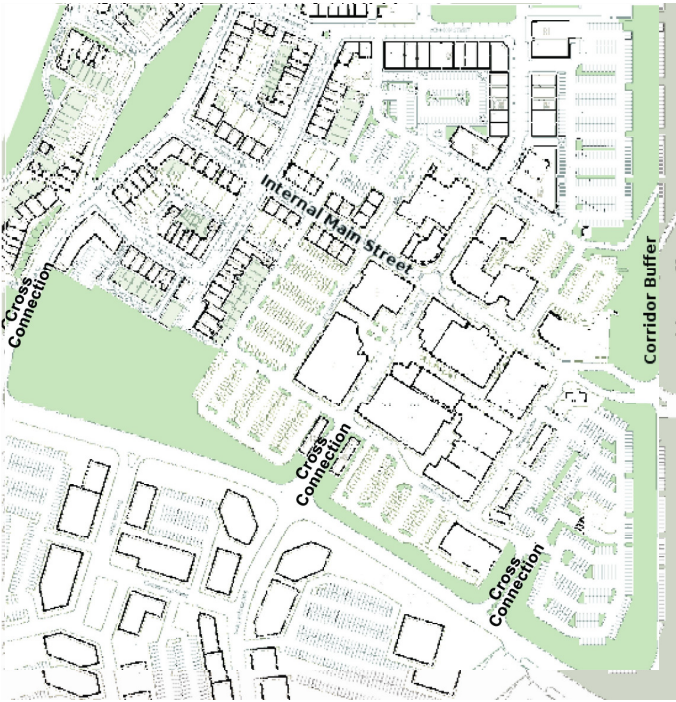 Internal Main Street
Corridor Buffer
Cross
Connection
Cross
Connection
Cross
Connection